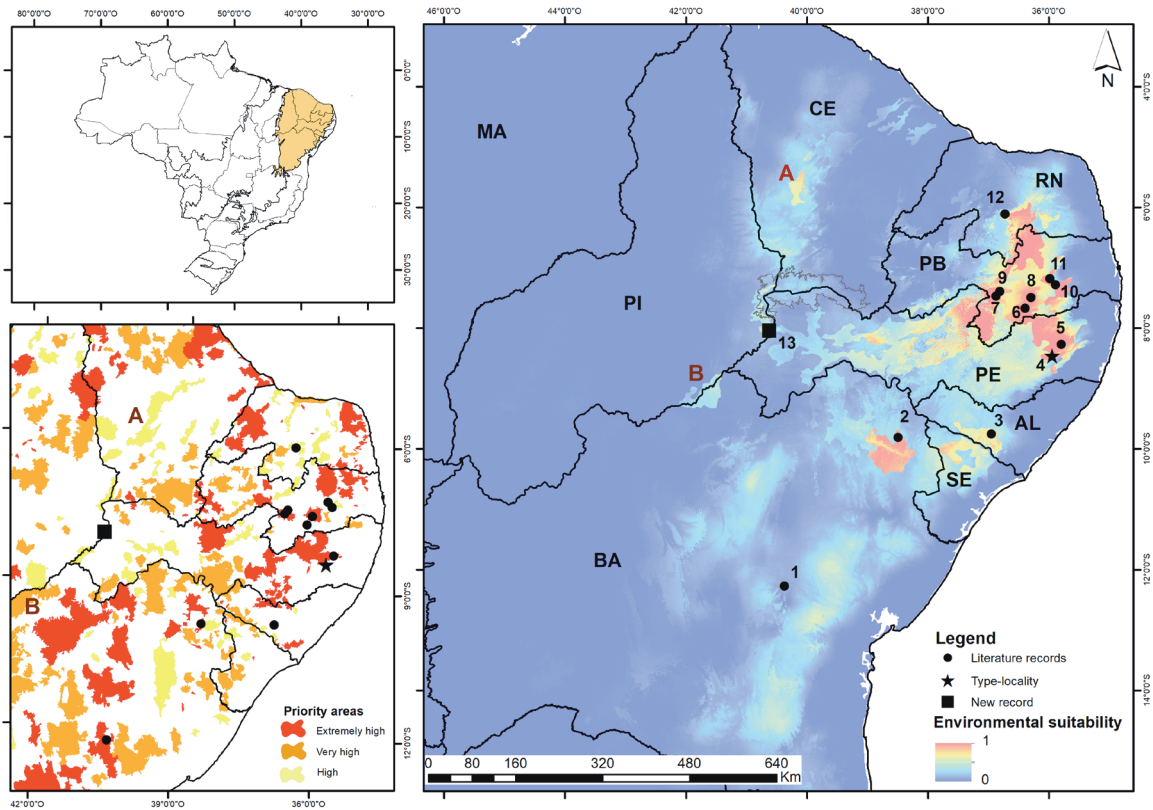 80°0'0"O 70°0'0"O 60°0'0"O 50°0'0"O 40°0'0"O 30°0'0"O
0°0'0"
10°0'0"S
20°0'0"S
30°0'0"S
46°0'0"O 44°0'0"O 42°0'0"O 40°0'0"O 38°0'0"O 36°0'0"O
4°0'0"S
6°0'0"S
8°0'0"S
10°0'0"S
12°0'0"S
14°0'0"S
N
MA
CE
A
RN
12
PB
11
9
8
10
7
6
PI
5
13
4
B
PE
2
3
AL
SE
BA
1
Legend
Literature records
Type-locality
New record
Environmental suitability
1
0
0 80 160 320 480 640
Km
A
B
6°0'0"S
9°0'0"S
12°0'0"S
Priority areas
Extremely high
Very high
High
42°0'0"O 39°0'0"O 36°0'0"O